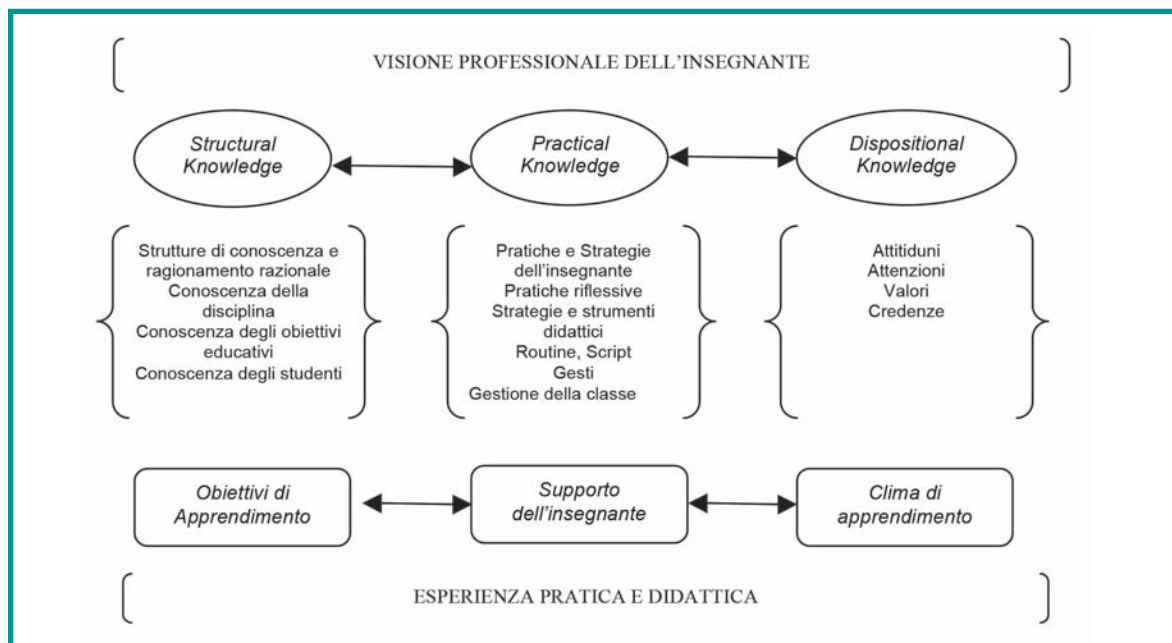 VISIONE PROFESSIONALE DELL'INSEGNANTE
Structural
Knowledge
Practical
Knowledge
Dispositional
Knowledge
Strutture di conoscenza e
ragionamento razionale
Conoscenza della
disciplina
Conoscenza degli obiettivi
educativi
Conoscenza degli studenti
Pratiche e Strategie
dell'insegnante
Pratiche riflessive
Strategie e strumenti
didattici
Routine, Script
Gesti
Gestione della classe
Attitiduni
Attenzioni
Valori
Credenze
Obiettivi di
Apprendimento
Supporto
dell'insegnante
Clima di
apprendimento
ESPERIENZA PRATICA E DIDATTICA